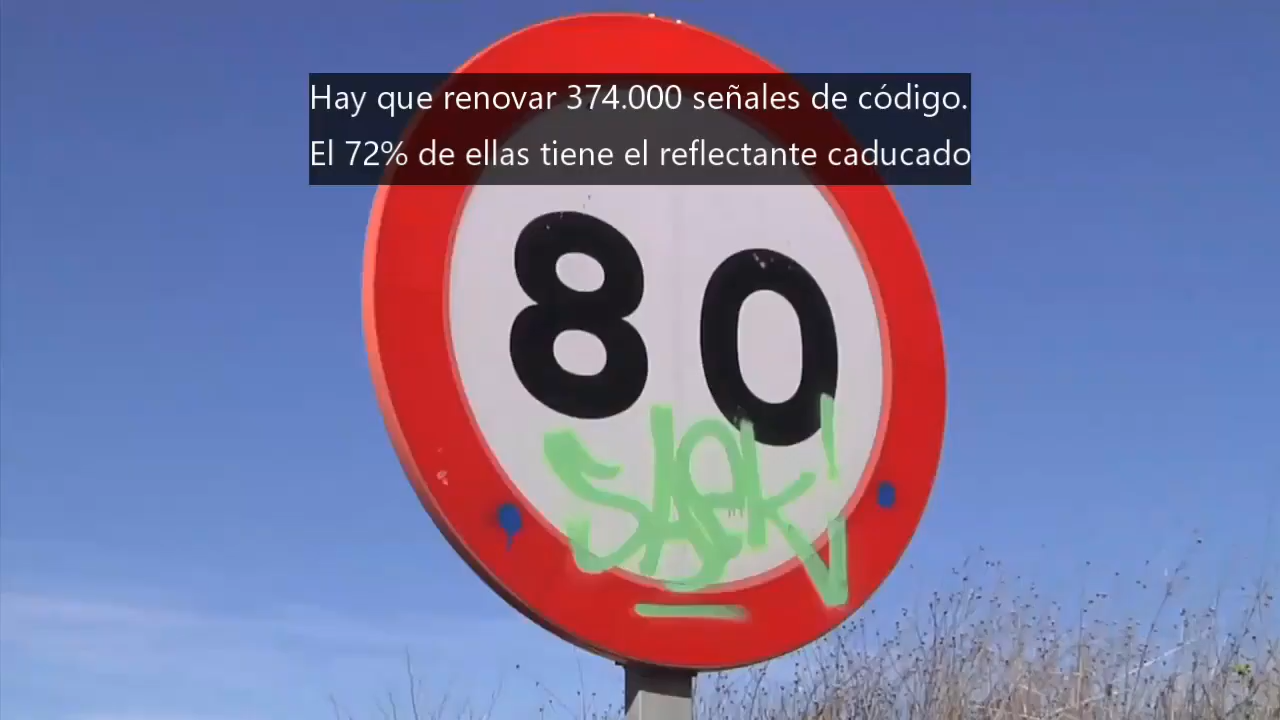 Hay que renovar 374.000 señales de código.
El 72% de ellas tiene el reflectante caducado
80